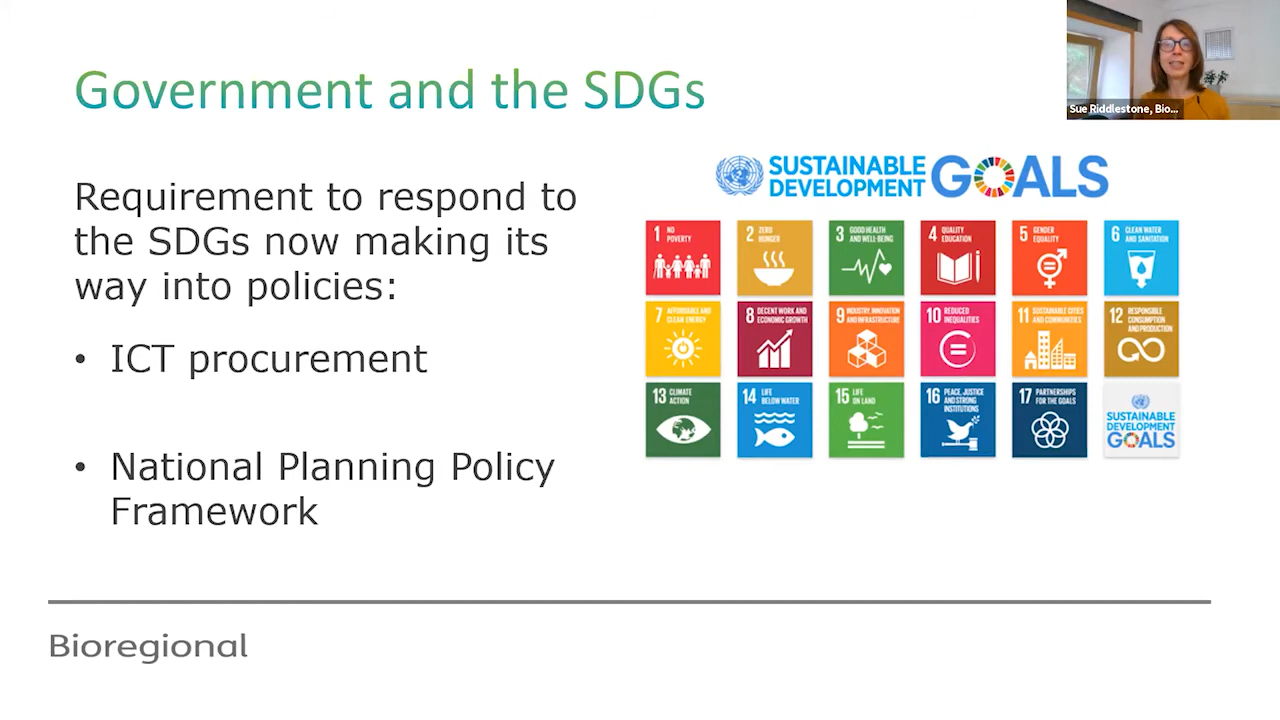 Government and the SDGs
Sue Riddlestone, Bio...
Requirement to respond to
the SDGs now making its
way into policies:
• ICT procurement
• National Planning Policy
Framework
SUSTAINABLE
DEVELOPMENT
GOALS
1 NO
POVERTY
2 ZERO
HUNGER
3 GOOD HEALTH
AND WELL-BEING
4 QUALITY
EDUCATION
5 GENDER
EQUALITY
6 CLEAN WATER
AND SANITATION
7 AFFORDABLE AND
CLEAN ENERGY
8 DECENT WORK AND
ECONOMIC GROWTH
9 INDUSTRY, INNOVATION
AND INFRASTRUCTURE
10 REDUCED
INEQUALITIES
11 SUSTAINABLE CITIES
AND COMMUNITIES
12 RESPONSIBLE
CONSUMPTION
AND PRODUCTION
13 CLIMATE
ACTION
14 LIFE
BELOW WATER
15 LIFE
ON LAND
16 PEACE, JUSTICE
AND STRONG
INSTITUTIONS
17 PARTNERSHIPS
FOR THE GOALS
SUSTAINABLE
DEVELOPMENT
GOALS
Bioregional